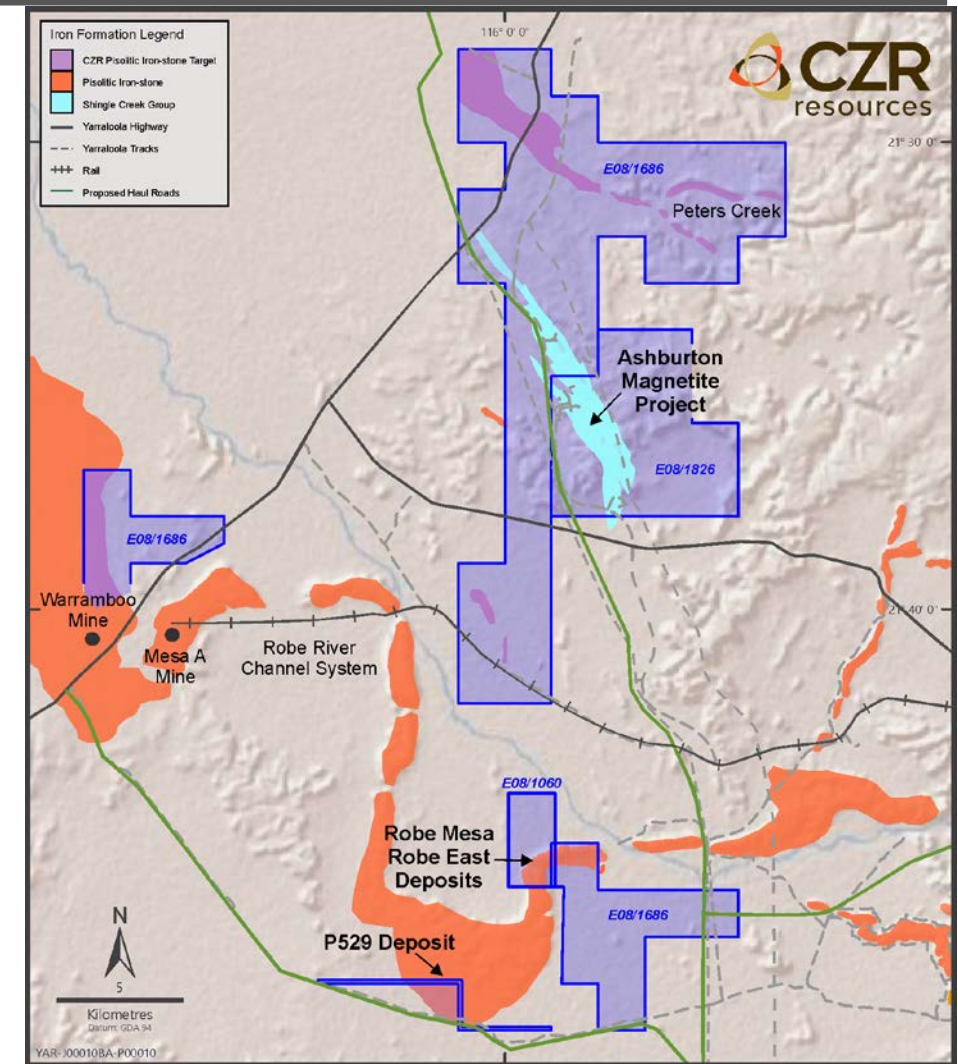 Iron Formation Legend
CZR Pisolitic Iron-stone Target
Pisolitic Iron-stone
Shingle Creek Group
Yarraloola Highway
Yarraloola Tracks
Rail
Proposed Haul Roads
116° 0' 0"
CZR
resources
21° 30' 0"
E08/1686
Peters Creek
Ashburton
Magnetite
Project
E08/1826
E08/1686
Warramboo
Mine
Mesa A
Mine
Robe River
Channel System
21° 40' 0"
E08/1060
Robe Mesa
Robe East
Deposits
E08/1686
P529 Deposit
N
5
Kilometres
Datum: GDA 94
YAR-J00010BA-P00010